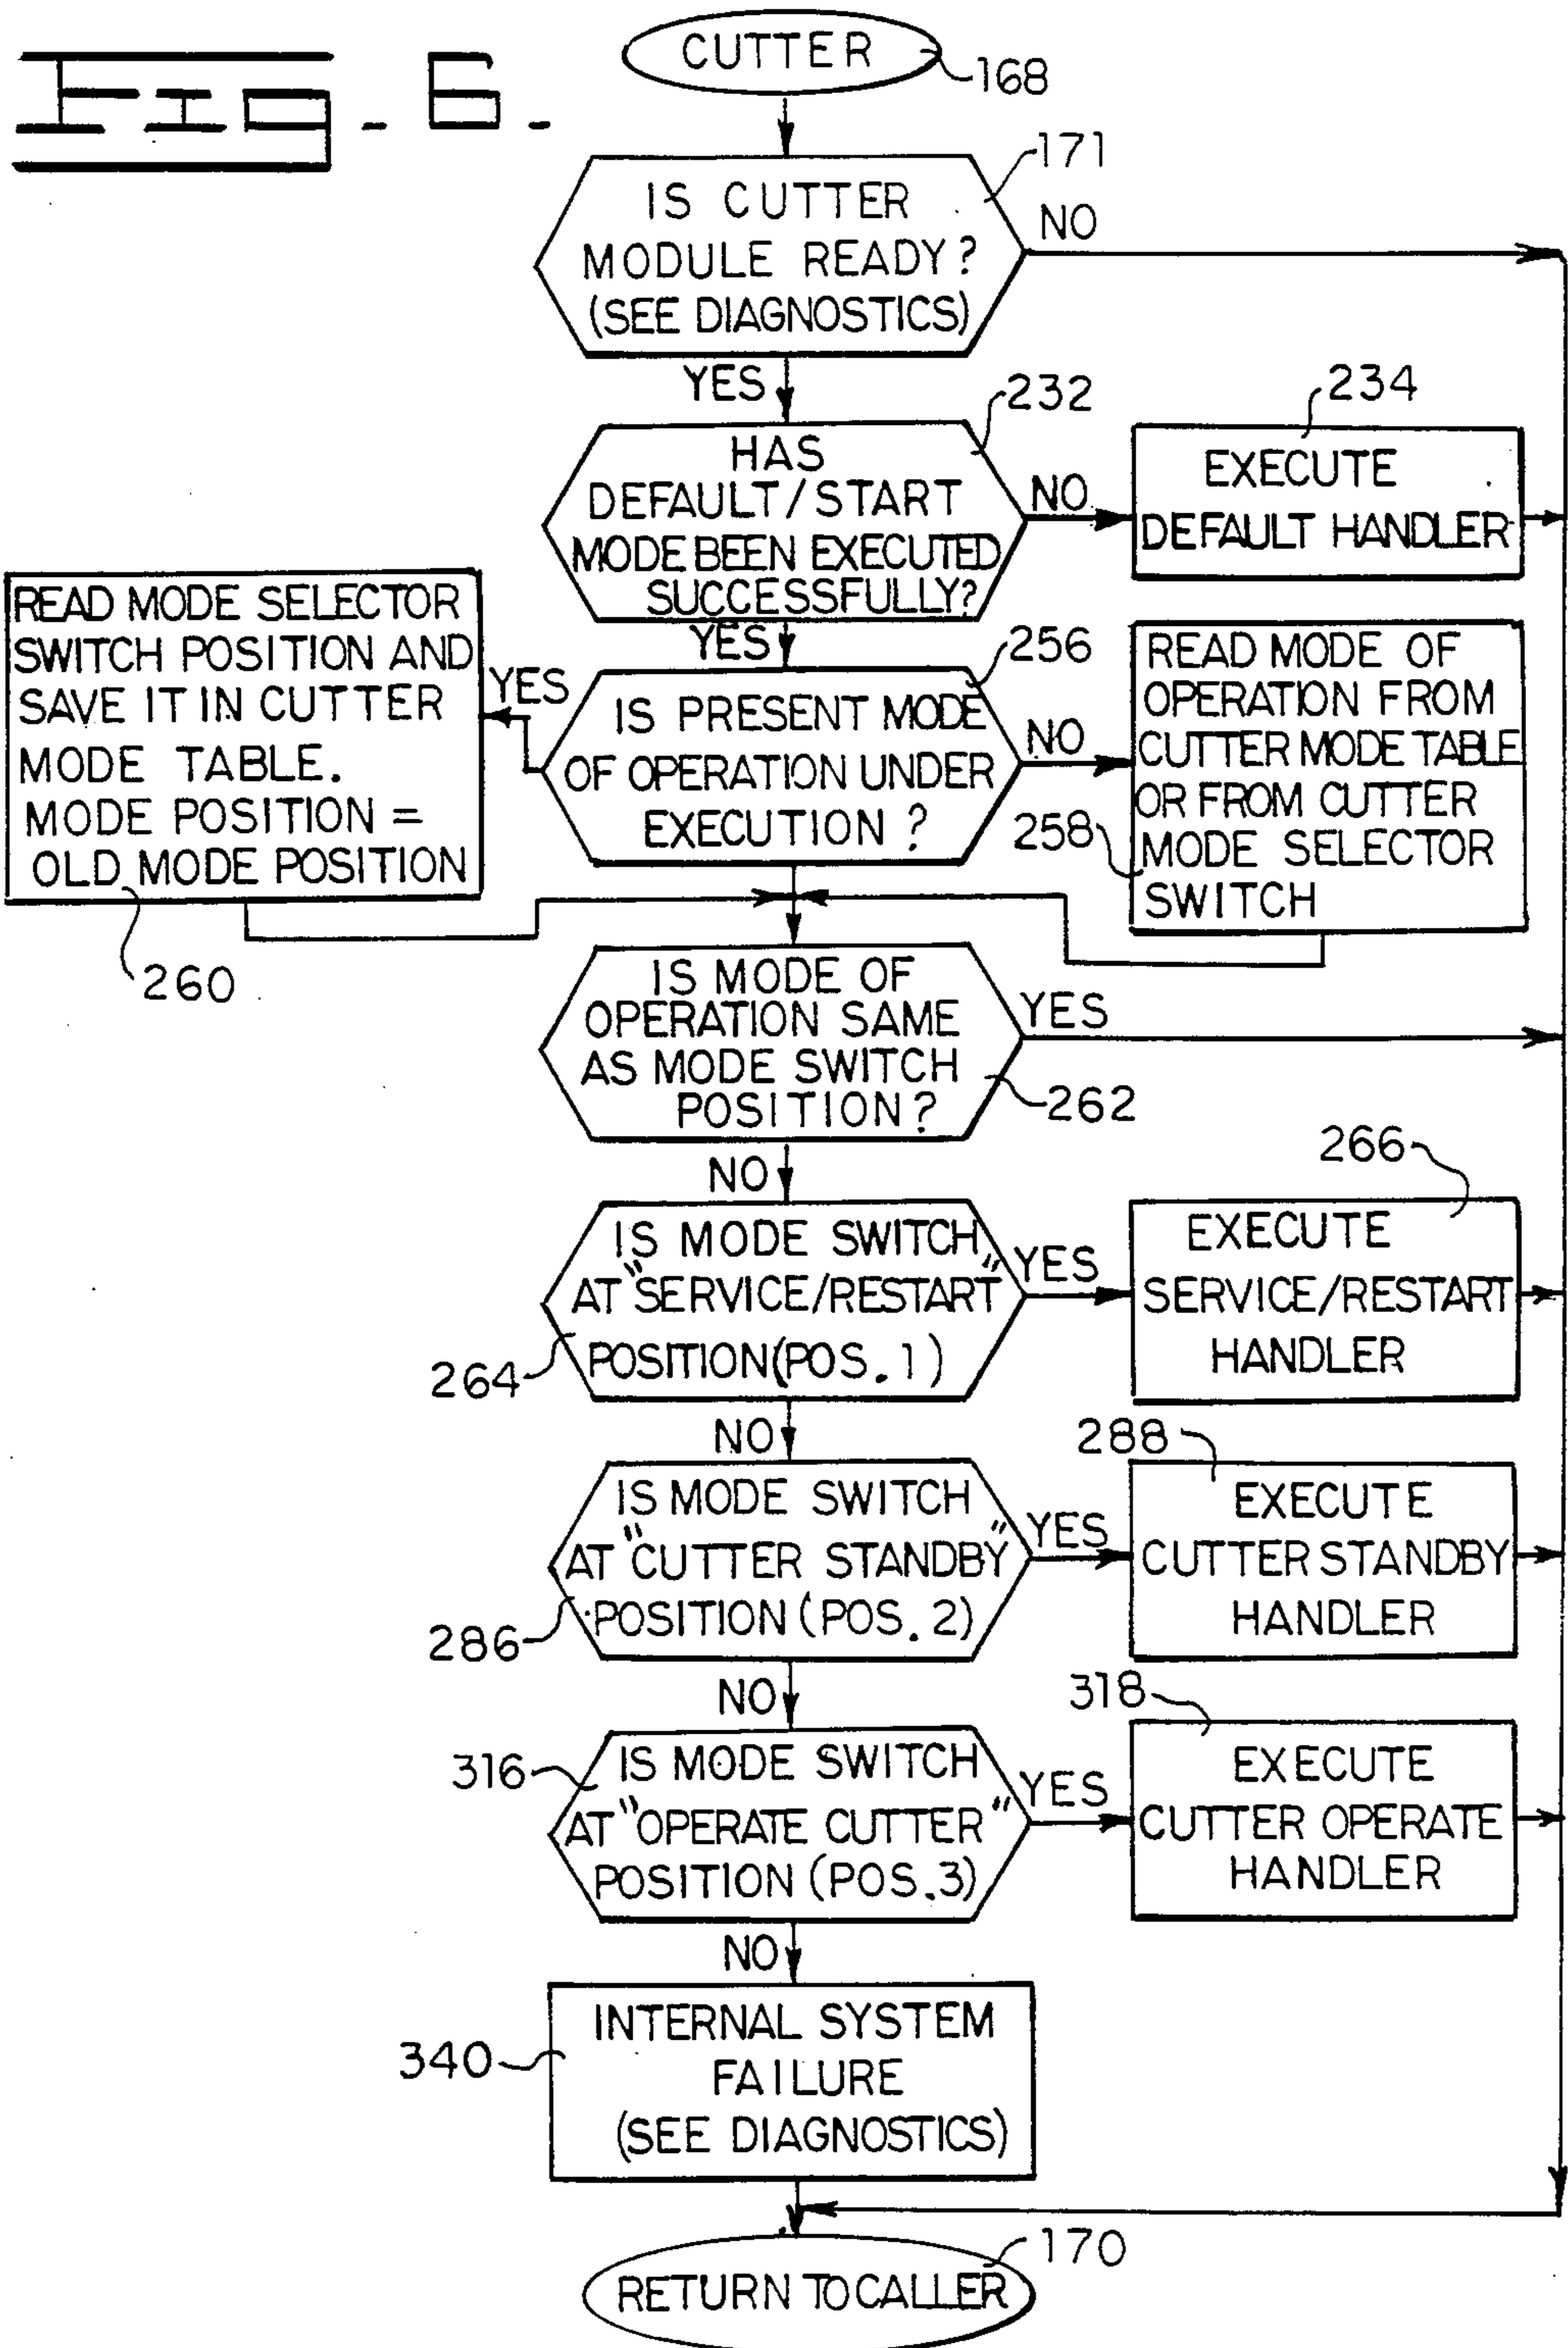 Fig. 6.
CUTTER
168
171
IS CUTTER
MODULE READY?
(SEE DIAGNOSTICS)
NO
YES
232
HAS
DEFAULT/START
MODE BEEN EXECUTED
SUCCESSFULLY?
NO
234
EXECUTE
DEFAULT HANDLER
YES
256
IS PRESENT MODE
OF OPERATION UNDER
EXECUTION?
YES
READ MODE SELECTOR
SWITCH POSITION AND
SAVE IT IN CUTTER
MODE TABLE.
MODE POSITION =
OLD MODE POSITION
260
NO
READ MODE OF
OPERATION FROM
CUTTER MODE TABLE
OR FROM CUTTER
MODE SELECTOR
SWITCH
258
IS MODE OF
OPERATION SAME
AS MODE SWITCH
POSITION?
262
YES
NO
IS MODE SWITCH
AT "SERVICE/RESTART"
POSITION (POS. 1)
264
YES
266
EXECUTE
SERVICE/RESTART
HANDLER
NO
IS MODE SWITCH
AT "CUTTER STANDBY"
POSITION (POS. 2)
286
YES
288
EXECUTE
CUTTER STANDBY
HANDLER
NO
316
IS MODE SWITCH
AT "OPERATE CUTTER"
POSITION (POS. 3)
YES
318
EXECUTE
CUTTER OPERATE
HANDLER
NO
340
INTERNAL SYSTEM
FAILURE
(SEE DIAGNOSTICS)
170
RETURN TO CALLER